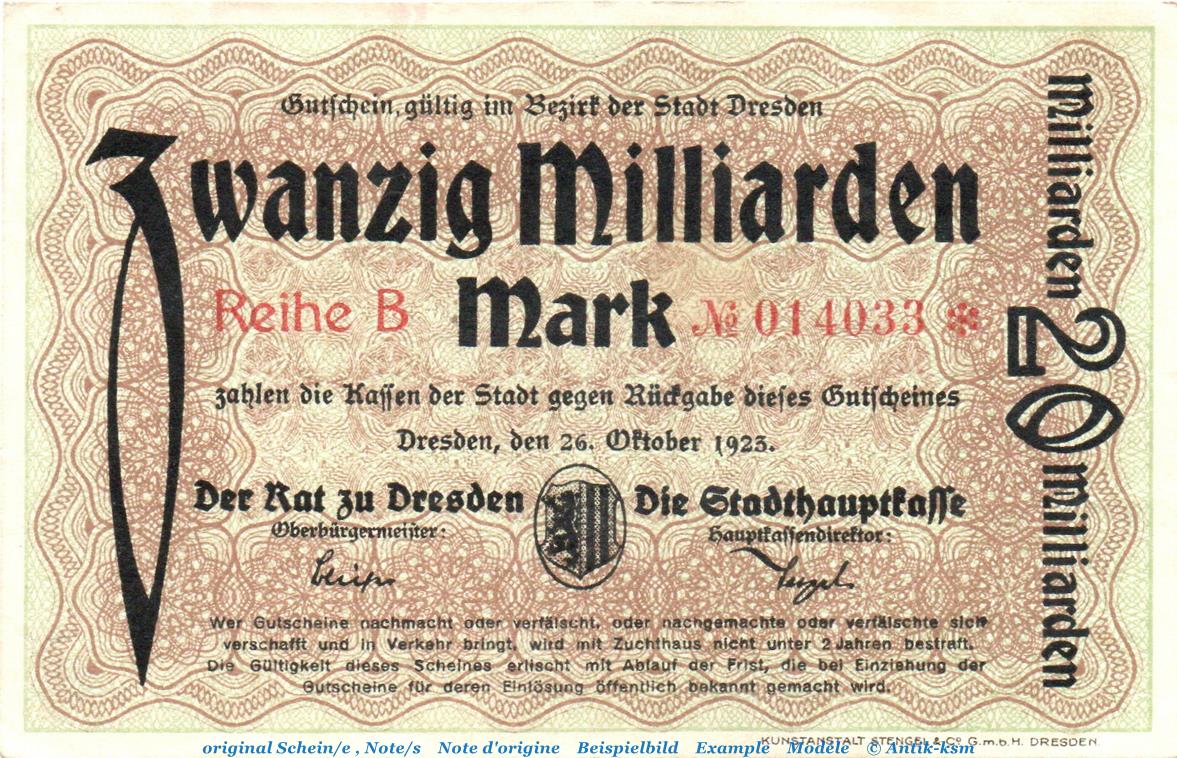 Gutschein, gültig im Bezirk der Stadt Dresden
Zwanzig Milliarden
Mark
Reihe B
№ 014033 *
zahlen die Kassen der Stadt gegen Rückgabe dieses Gutscheines
Dresden, den 26. Oktober 1923.
Der Rat zu Dresden
Oberbürgermeister:
Die Stadthauptkasse
Hauptkassendirektor:
Wer Gutscheine nachmacht oder verfälscht, oder nachgemachte oder verfälschte sich
verschafft und in Verkehr bringt, wird mit Zuchthaus nicht unter 2 Jahren bestraft.
Die Gültigkeit dieses Scheines erlischt mit Ablauf der Frist, die bei Einziehung der
Gutscheine für deren Einlösung öffentlich bekannt gemacht wird.
Milliarden 20 Milliarden
KUNSTANSTALT STENGEL & Co G.m.b.H. DRESDEN.
original Schein/e , Note/s Note d'origine Beispielbild Example Modèle © Antik-ksm